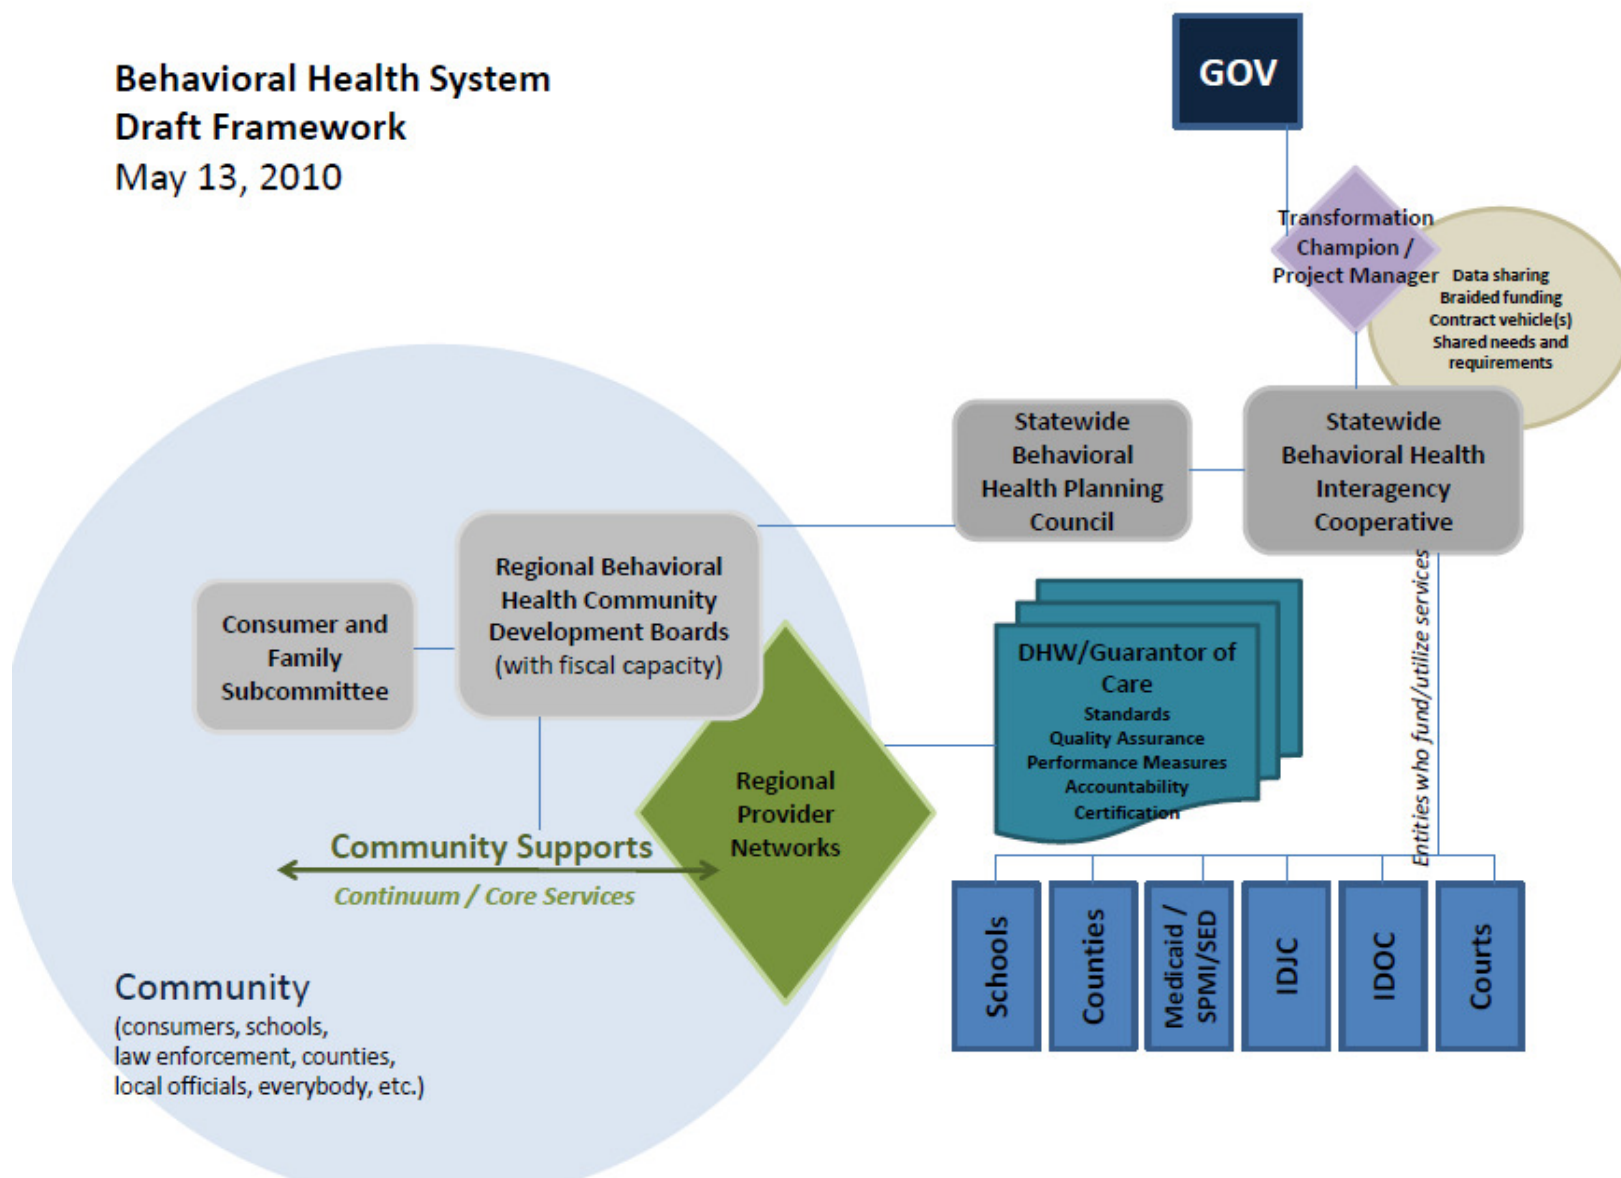 Behavioral Health System
Draft Framework
May 13, 2010
GOV
Transformation
Champion /
Project Manager
Data sharing
Braided funding
Contract vehicle(s)
Shared needs and
requirements
Statewide
Behavioral
Health Planning
Council
Statewide
Behavioral Health
Interagency
Cooperative
Regional Behavioral
Health Community
Development Boards
(with fiscal capacity)
Consumer and
Family
Subcommittee
DHW/Guarantor of
Care
Standards
Quality Assurance
Performance Measures
Accountability
Certification
Entities who fund/utilize services
Regional
Provider
Networks
Community Supports
Continuum / Core Services
Schools
Counties
Medicaid /
SPMI/SED
IDJC
IDOC
Courts
Community
(consumers, schools,
law enforcement, counties,
local officials, everybody, etc.)